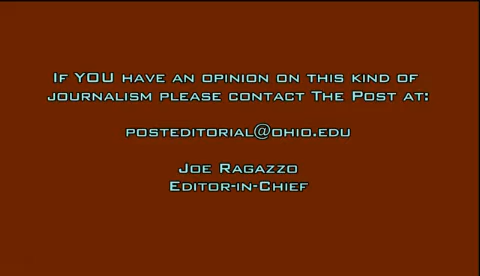 If YOU have an opinion on this kind of
journalism please contact The Post at:
posteditorial@ohio.edu
Joe Ragazzo
Editor-in-Chief